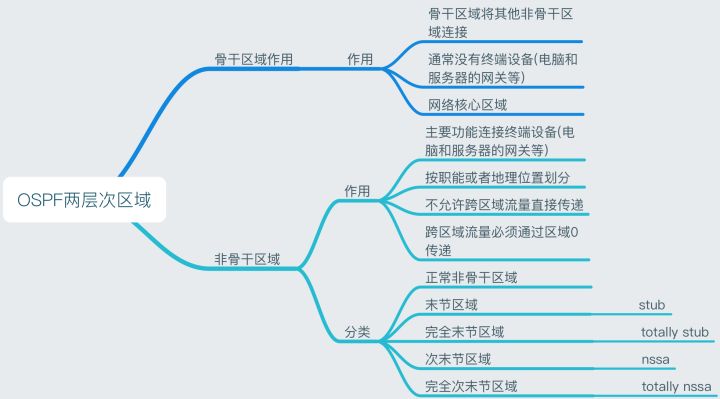 骨干区域将其他非骨干区
域连接
骨干区域作用
作用
通常没有终端设备(电脑和
服务器的网关等)
网络核心区域
主要功能连接终端设备(电
脑和服务器的网关等)
作用
按职能或者地理位置划分
OSPF两层次区域
不允许跨区域流量直接传递
跨区域流量必须通过区域0
传递
非骨干区域
正常非骨干区域
末节区域
stub
分类
完全末节区域
totally stub
次末节区域
nssa
完全次末节区域
totally nssa